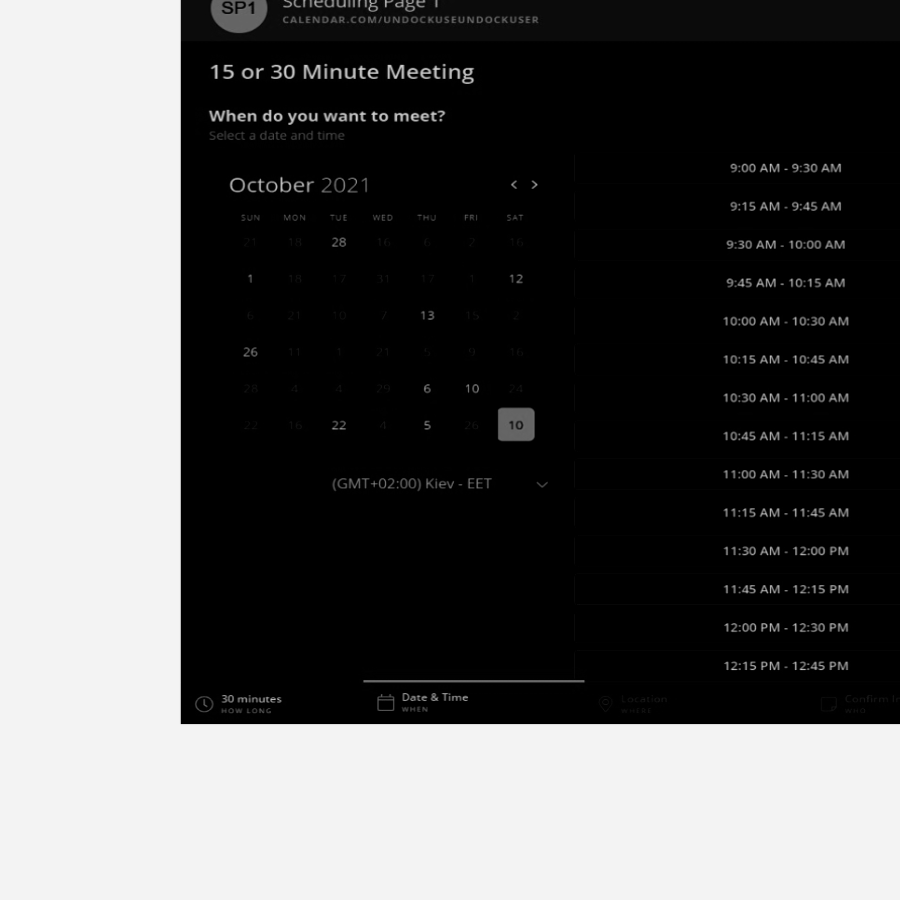 SP1 Scheduling Page 1
CALENDAR.COM/UNDOCKUSEUNDOCKUSER
15 or 30 Minute Meeting
When do you want to meet?
Select a date and time
October 2021 < >
SUN MON TUE WED THU FRI SAT
21 18 28 16 6 2 16
1 18 17 31 17 1 12
6 21 10 7 13 15 2
26 11 1 21 5 9 16
28 4 4 29 6 10 24
22 16 22 4 5 26 10
(GMT+02:00) Kiev - EET
9:00 AM - 9:30 AM
9:15 AM - 9:45 AM
9:30 AM - 10:00 AM
9:45 AM - 10:15 AM
10:00 AM - 10:30 AM
10:15 AM - 10:45 AM
10:30 AM - 11:00 AM
10:45 AM - 11:15 AM
11:00 AM - 11:30 AM
11:15 AM - 11:45 AM
11:30 AM - 12:00 PM
11:45 AM - 12:15 PM
12:00 PM - 12:30 PM
12:15 PM - 12:45 PM
30 minutes
HOW LONG
Date & Time
WHEN
Location
WHERE
Confirm
WHO